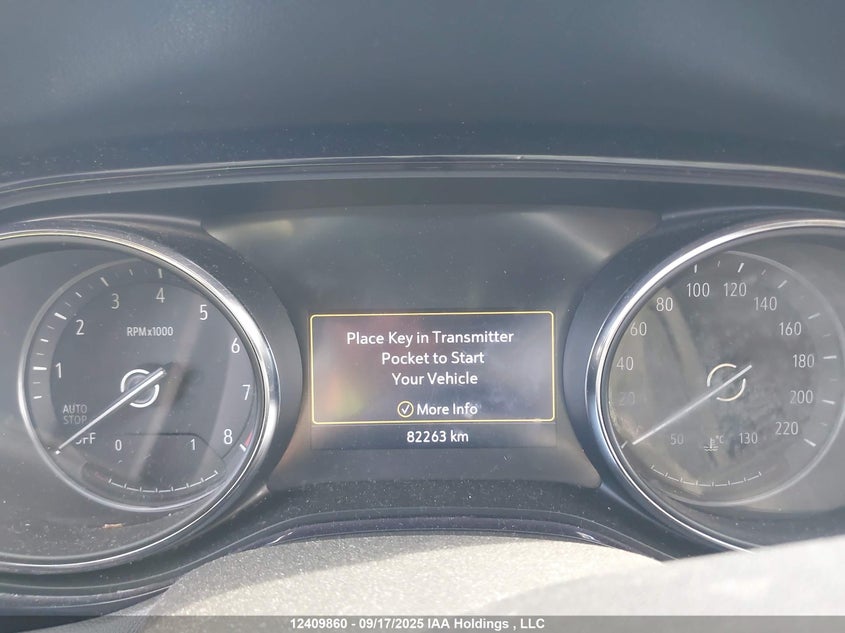 RPMx1000
1
2
3
4
5
6
7
8
AUTO
STOP
OFF
0 1
Place Key in Transmitter
Pocket to Start
Your Vehicle
More Info
82263 km
20
40
60
80
100
120
140
160
180
200
220
50 °C 130
12409860 - 09/17/2025 IAA Holdings , LLC